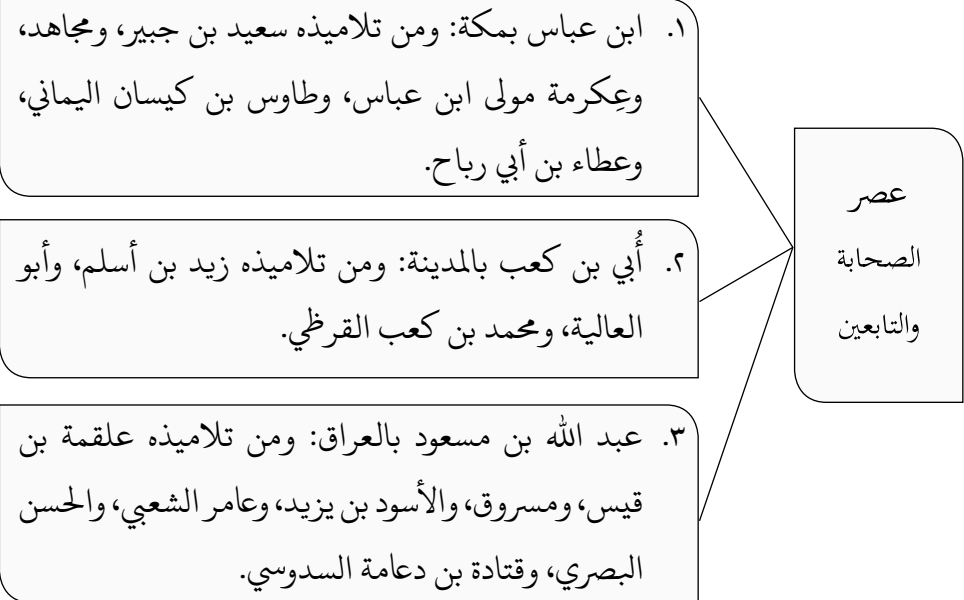 عصر
الصحابة
والتابعين
١. ابن عباس بمكة: ومن تلاميذه سعيد بن جبير، ومجاهد،
وعِكرمة مولى ابن عباس، وطاوس بن كيسان اليماني،
وعطاء بن أبي رباح.
٢. أُبي بن كعب بالمدينة: ومن تلاميذه زيد بن أسلم، وأبو
العالية، ومحمد بن كعب القرظي.
٣. عبد الله بن مسعود بالعراق: ومن تلاميذه علقمة بن
قيس، ومسروق، والأسود بن يزيد، وعامر الشعبي، والحسن
البصري، وقتادة بن دعامة السدوسي.